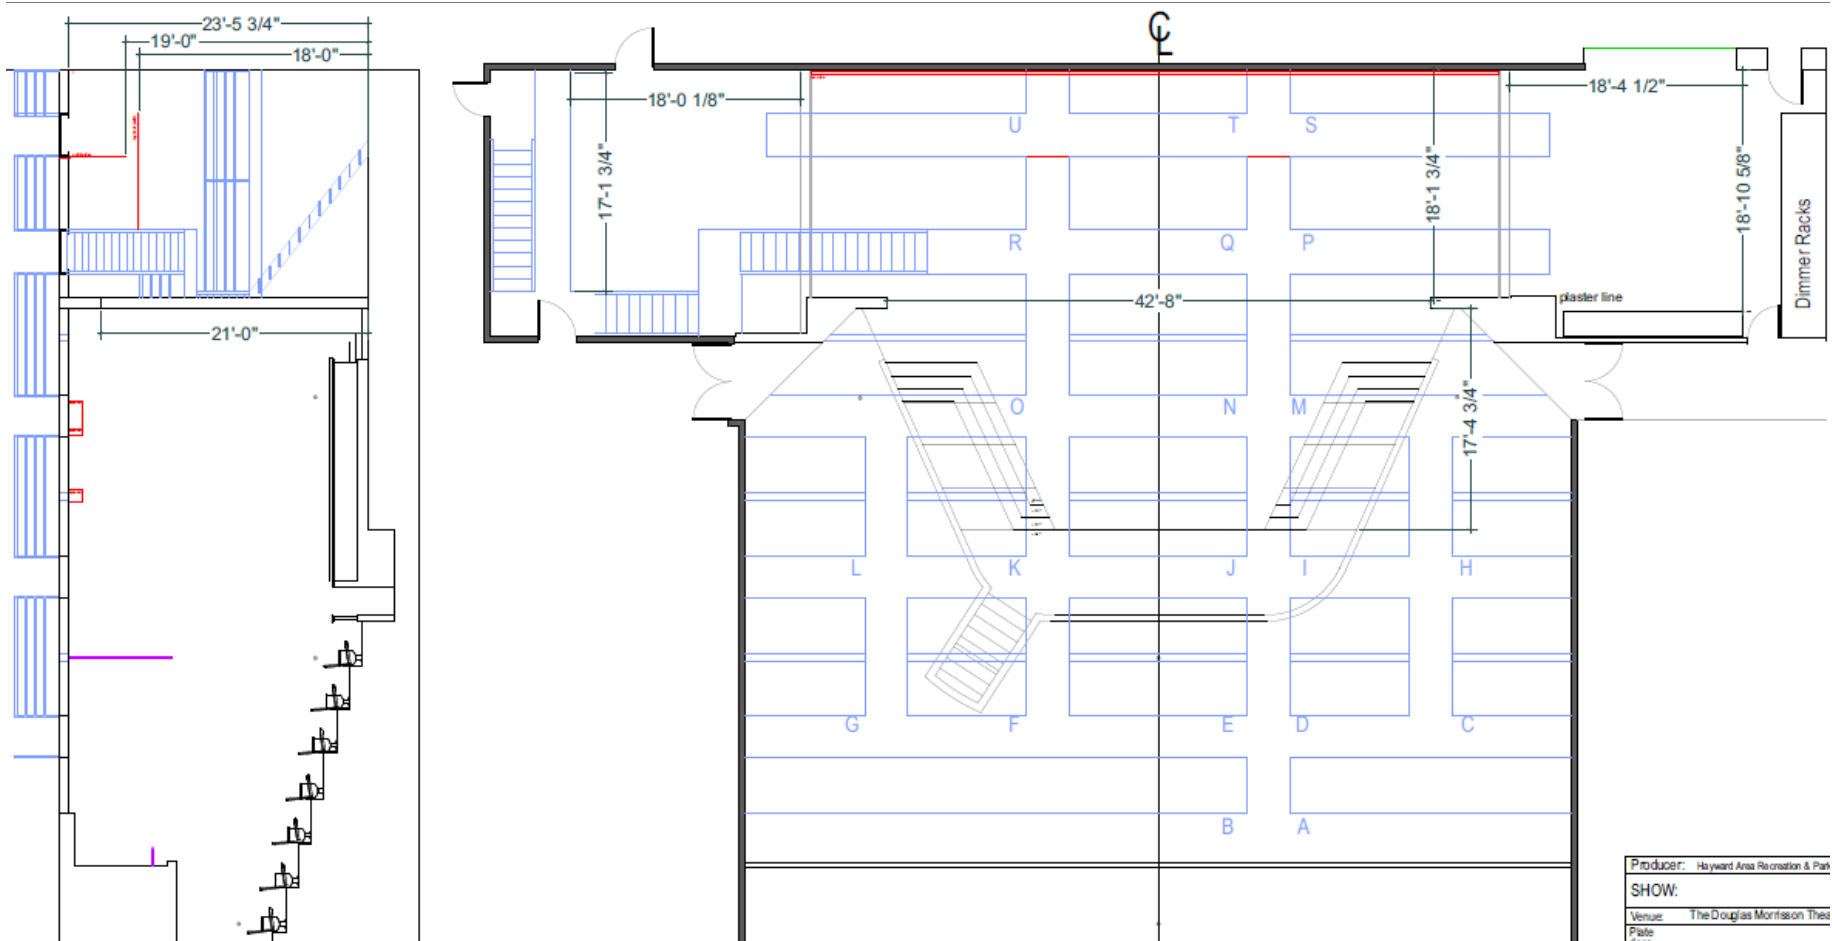 23'-5 3/4"
19'-0"
18'-0"
21'-0"
CL
18'-0 1/8"
17'-1 3/4"
18'-4 1/2"
18'-1 3/4"
18'-10 5/8"
Dimmer Racks
U T S
R Q P
42'-8"
plaster line
17'-4 3/4"
O N M
L K J I H
G F E D C
B A
Producer: Hayward Area Recreation & Park
SHOW:
Venue: The Douglas Morrisson Thea
Plate